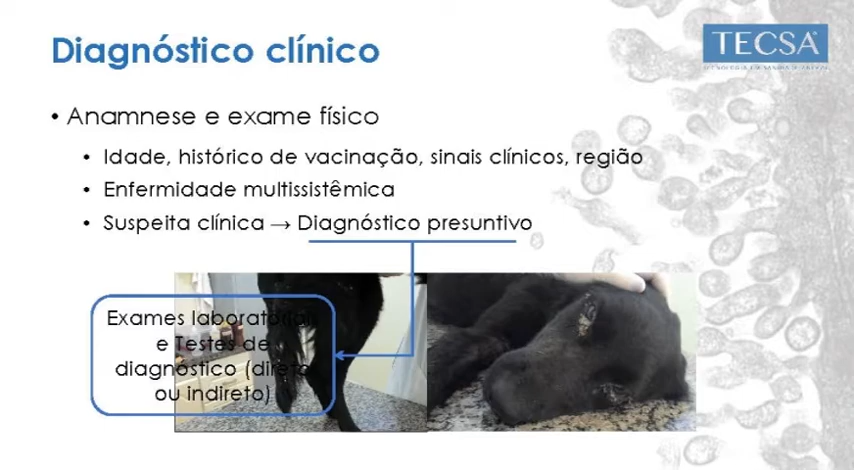 Diagnóstico clínico
TECSA
• Anamnese e exame físico
• Idade, histórico de vacinação, sinais clínicos, região
• Enfermidade multissistêmica
• Suspeita clínica → Diagnóstico presuntivo
Exames laboratoriais
e Testes de
diagnóstico (direto
ou indireto)